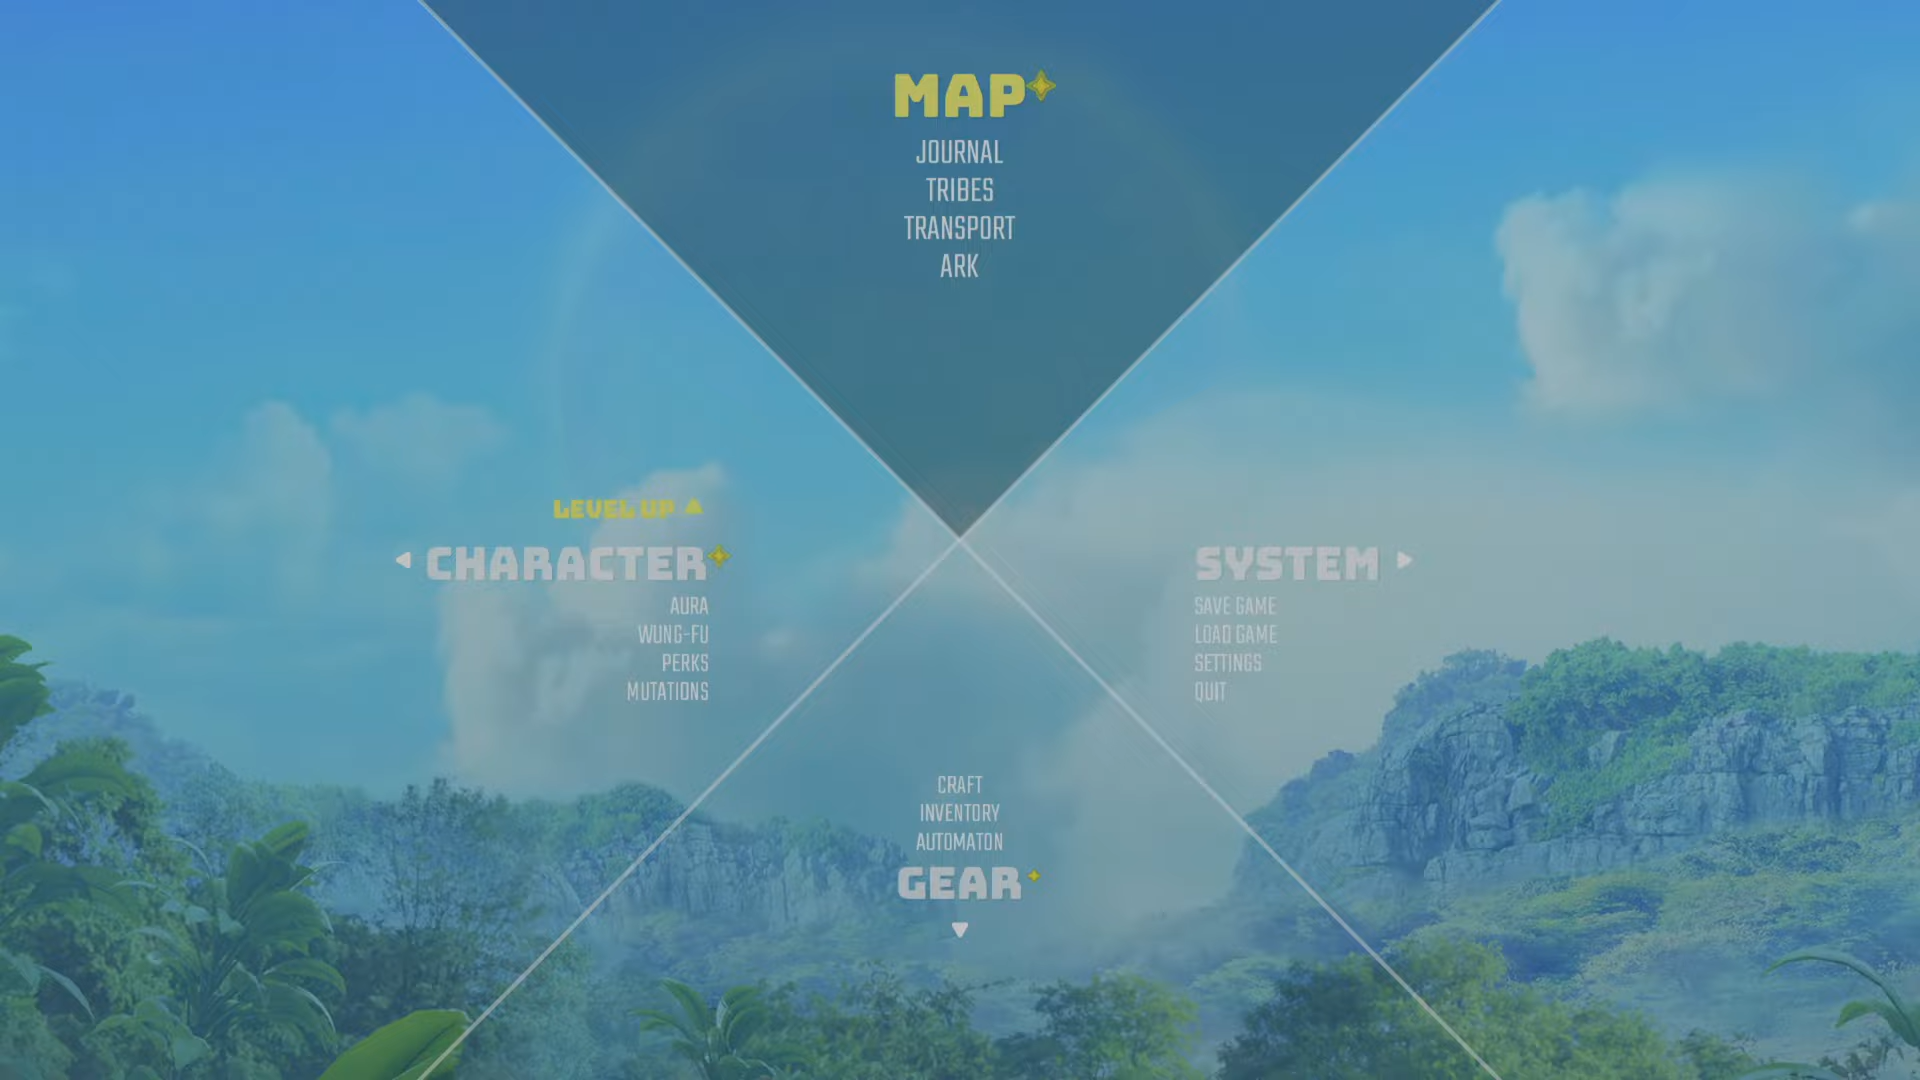 MAP
JOURNAL
TRIBES
TRANSPORT
ARK
LEVEL UP
CHARACTER
AURA
WUNG-FU
PERKS
MUTATIONS
SYSTEM
SAVE GAME
LOAD GAME
SETTINGS
QUIT
CRAFT
INVENTORY
AUTOMATON
GEAR